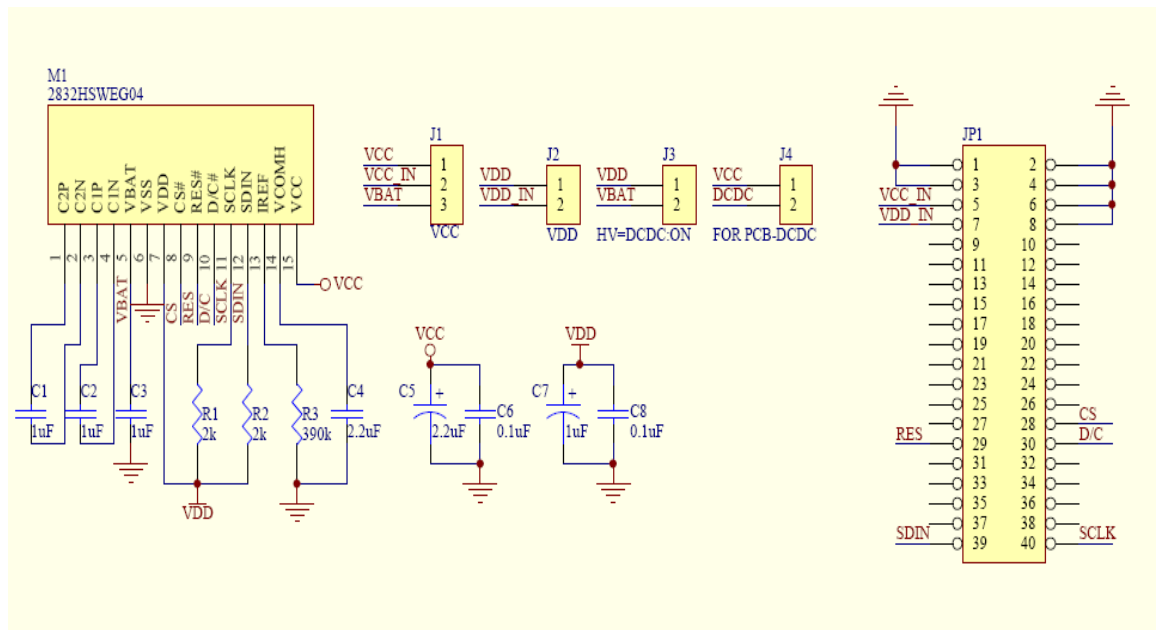 M1
2832HSWEG04
C2P
C2N
C1P
C1N
VBAT
VSS
VDD
CS#
RES#
D/C#
SCLK
SDIN
IREF
VCOMH
VCC
1
2
3
4
5
6
7
8
9
10
11
12
13
14
15
VBAT
CS
RES
D/C
SCLK
SDIN
VCC
C1
1uF
C2
1uF
C3
1uF
R1
2k
R2
2k
R3
390k
C4
2.2uF
VDD
J1
VCC 1
VCC_IN 2
VBAT 3
VCC
J2
VDD 1
VDD_IN 2
VDD
J3
VDD 1
VBAT 2
HV=DCDC:ON
J4
VCC 1
DCDC 2
FOR PCB-DCDC
VCC
C5 +
2.2uF
C6
0.1uF
VDD
C7 +
1uF
C8
0.1uF
JP1
1 2
3 4
VCC_IN 5 6
VDD_IN 7 8
9 10
11 12
13 14
15 16
17 18
19 20
21 22
23 24
25 26
27 28 CS
RES 29 30 D/C
31 32
33 34
35 36
37 38
SDIN 39 40 SCLK